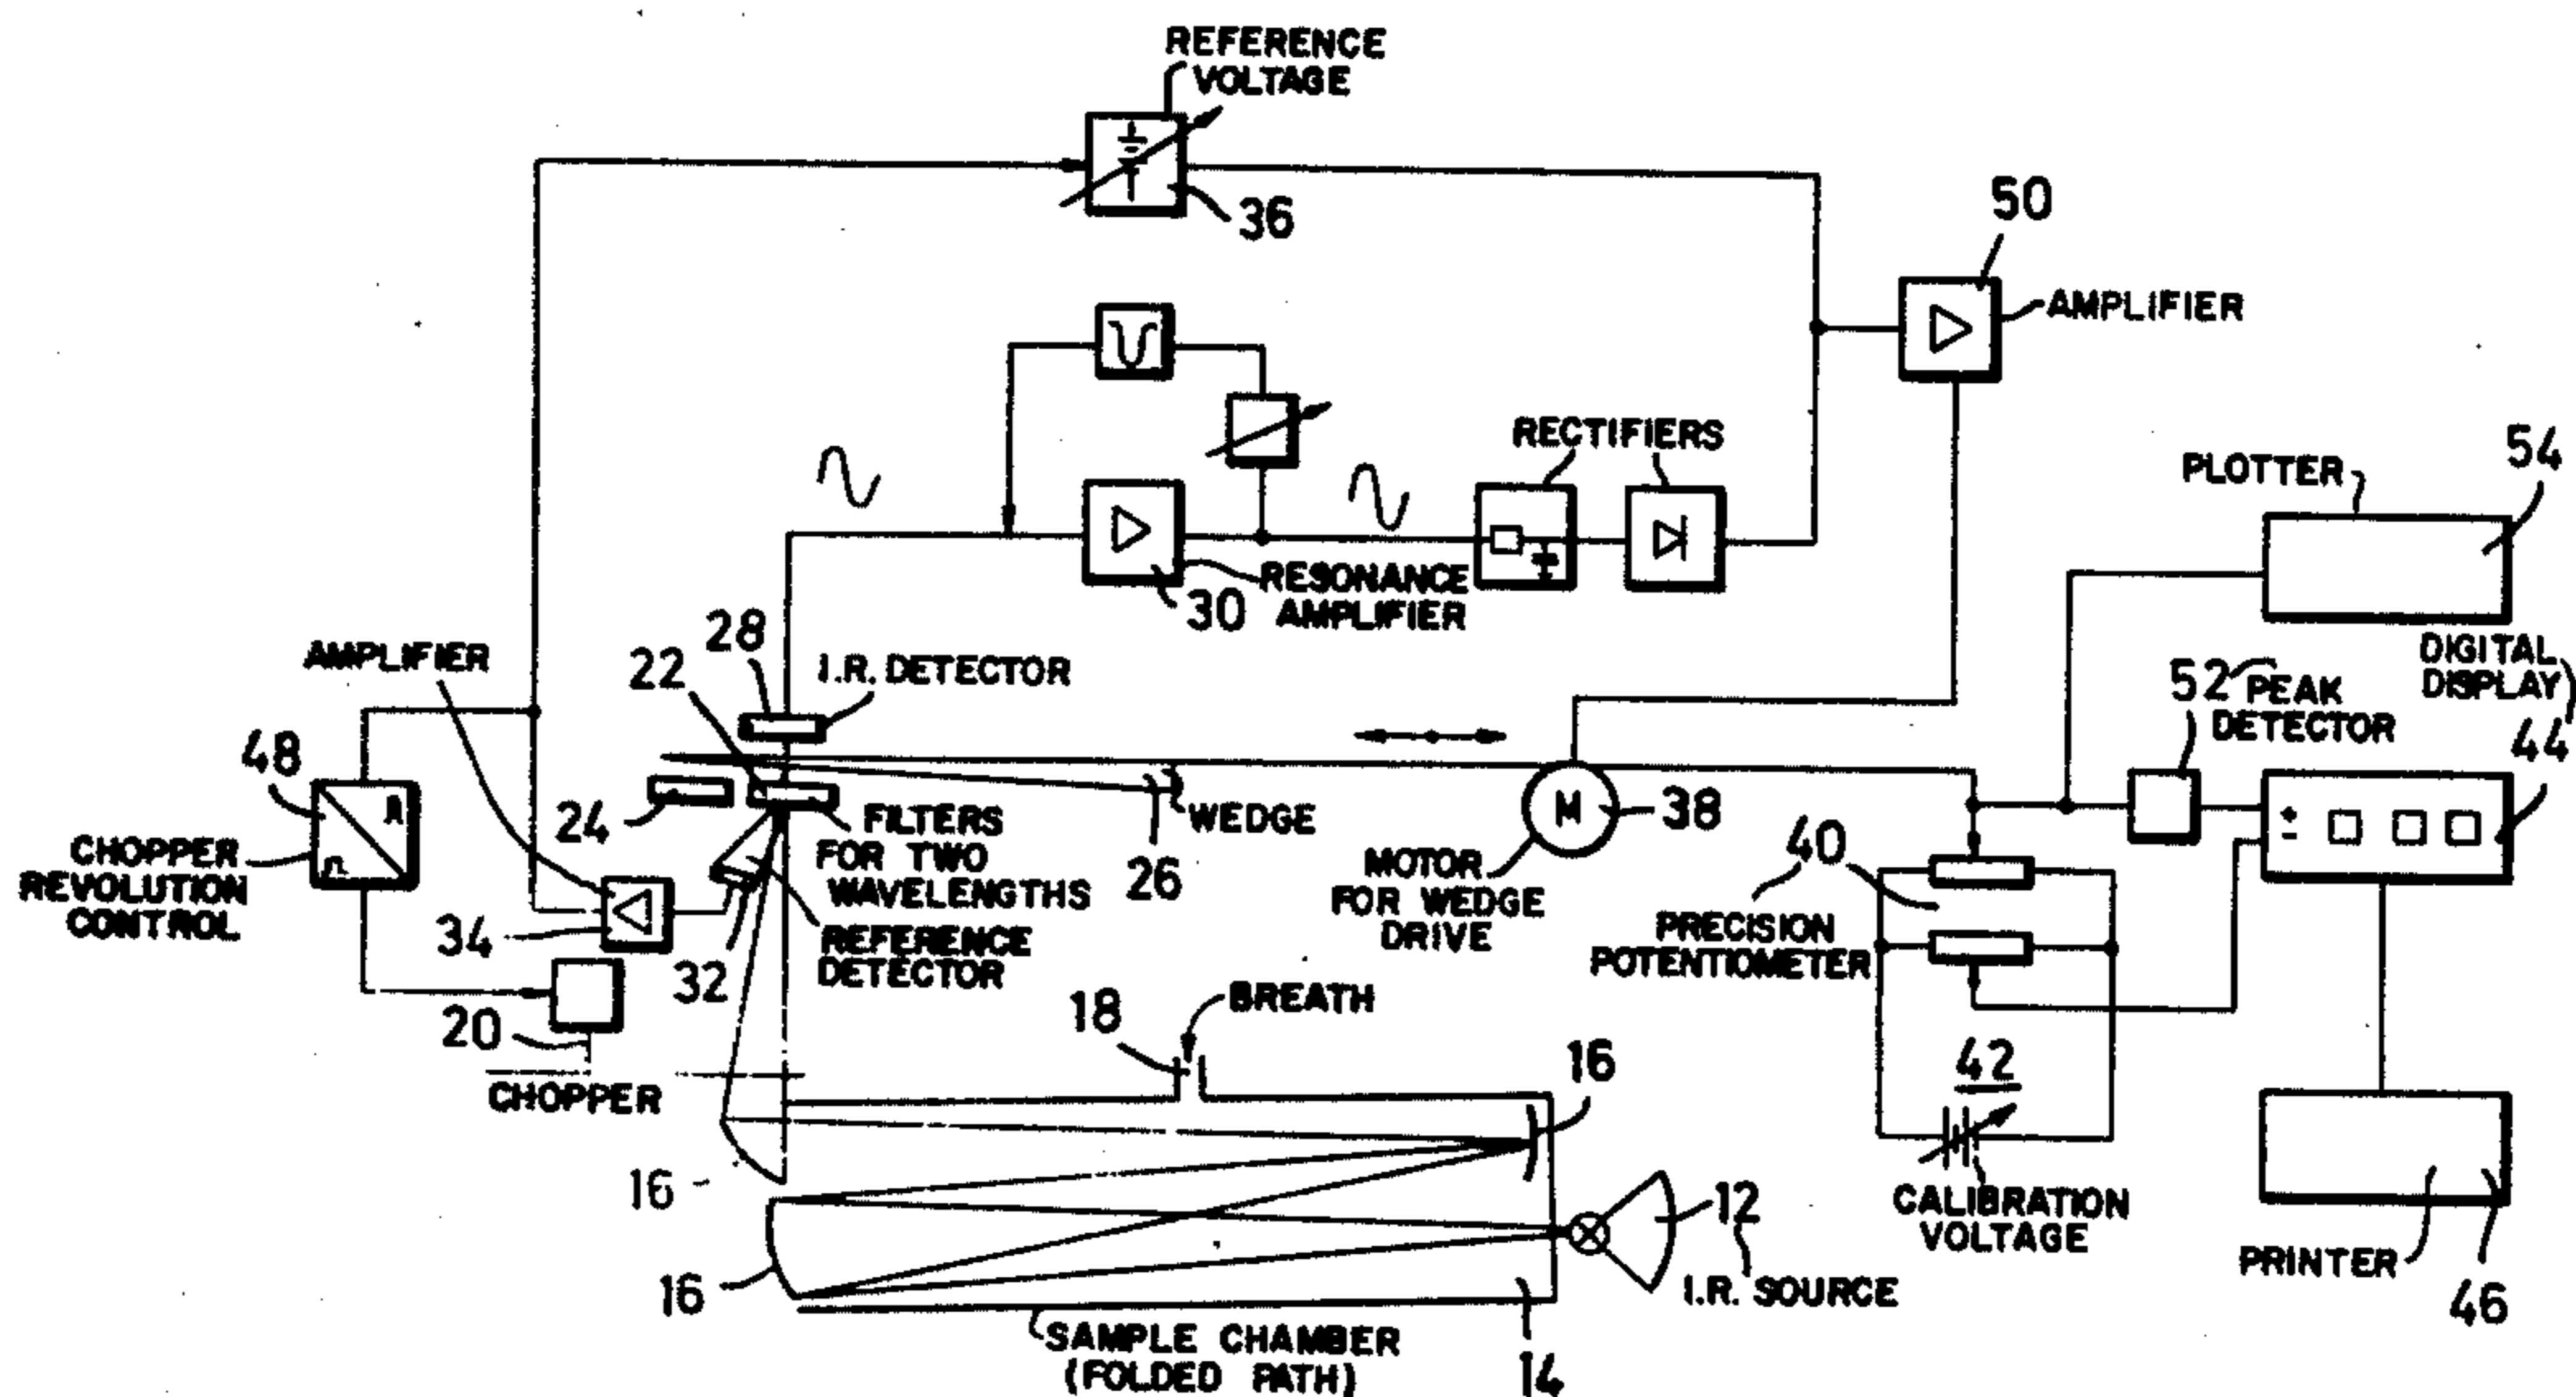 REFERENCE
VOLTAGE
36
50
AMPLIFIER
RECTIFIERS
30
RESONANCE
AMPLIFIER
PLOTTER
54
AMPLIFIER
28
22
I.R. DETECTOR
DIGITAL
DISPLAY
52
PEAK
DETECTOR
44
48
24
FILTERS
FOR TWO
WAVELENGTHS
WEDGE
26
M
38
MOTOR
FOR WEDGE
DRIVE
40
+
-
CHOPPER
REVOLUTION
CONTROL
34
32
REFERENCE
DETECTOR
PRECISION
POTENTIOMETER
20
CHOPPER
18
BREATH
16
42
16
16
12
I.R. SOURCE
CALIBRATION
VOLTAGE
PRINTER
46
SAMPLE CHAMBER
(FOLDED PATH)
14